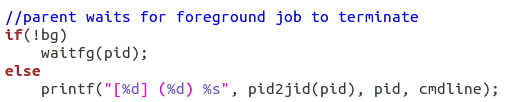 //parent waits for foreground job to terminate
if(!bg)
    waitfg(pid);
else
    printf("[%d] (%d) %s", pid2jid(pid), pid, cmdline);